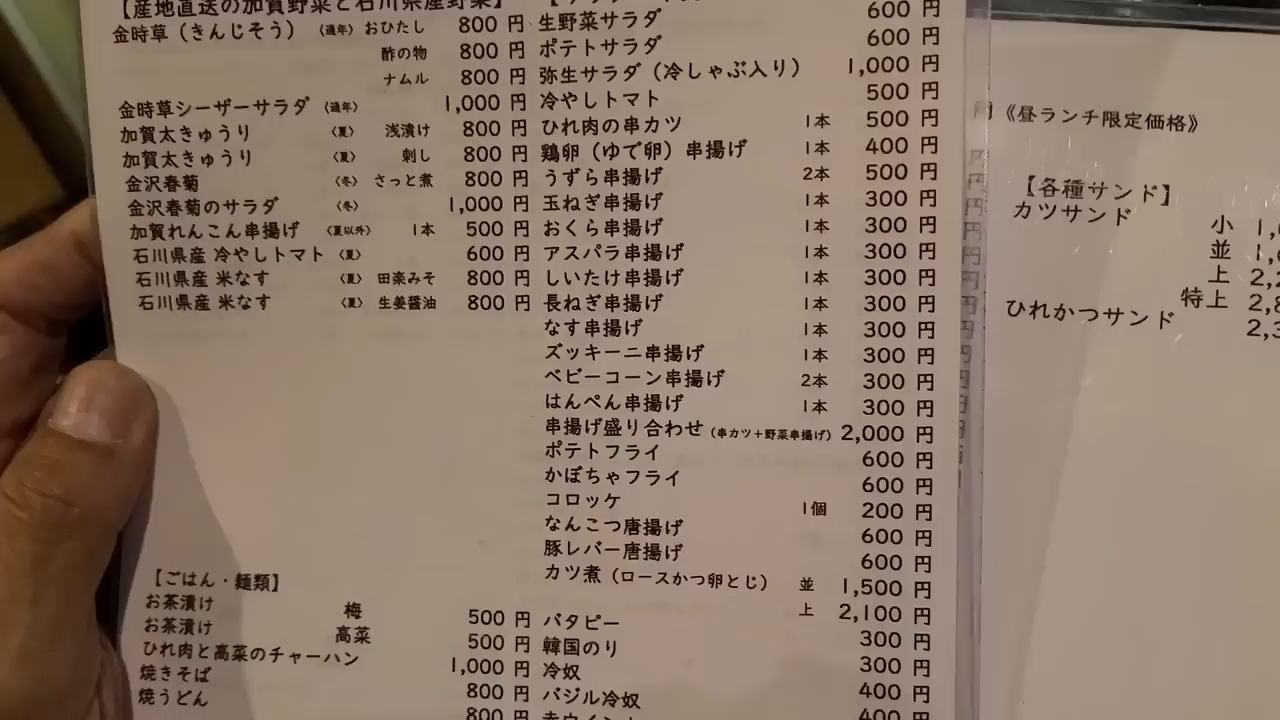 【産地直送の加賀野菜と石川県産野菜】
金時草（きんじそう）〈通年〉 おひたし 800 円
酢の物 800 円
ナムル 800 円
金時草シーザーサラダ 〈通年〉 1,000 円
加賀太きゅうり 〈夏〉 浅漬け 800 円
加賀太きゅうり 〈夏〉 刺し 800 円
金沢春菊 〈冬〉 さっと煮 800 円
金沢春菊のサラダ 〈冬〉 1,000 円
加賀れんこん串揚げ 〈夏以外〉 1本 500 円
石川県産 冷やしトマト 〈夏〉 600 円
石川県産 米なす 〈夏〉 田楽みそ 800 円
石川県産 米なす 〈夏〉 生姜醤油 800 円
【ごはん・麺類】
お茶漬け 梅 500 円
お茶漬け 高菜 500 円
ひれ肉と高菜のチャーハン 1,000 円
焼きそば 800 円
焼うどん 800 円
生野菜サラダ 600 円
ポテトサラダ 600 円
弥生サラダ（冷しゃぶ入り） 1,000 円
冷やしトマト 500 円
ひれ肉の串カツ 1本 500 円
鶏卵（ゆで卵）串揚げ 1本 400 円
うずら串揚げ 2本 500 円
玉ねぎ串揚げ 1本 300 円
おくら串揚げ 1本 300 円
アスパラ串揚げ 1本 300 円
しいたけ串揚げ 1本 300 円
長ねぎ串揚げ 1本 300 円
なす串揚げ 1本 300 円
ズッキーニ串揚げ 1本 300 円
ベビーコーン串揚げ 2本 300 円
はんぺん串揚げ 1本 300 円
串揚げ盛り合わせ（串カツ＋野菜串揚げ） 2,000 円
ポテトフライ 600 円
かぼちゃフライ 600 円
コロッケ 1個 200 円
なんこつ唐揚げ 600 円
豚レバー唐揚げ 600 円
カツ煮（ロースかつ卵とじ） 並 1,500 円
上 2,100 円
バタピー 300 円
韓国のり 300 円
冷奴 400 円
バジル冷奴 400 円
《昼ランチ限定価格》
【各種サンド】
カツサンド
小
並
上
特上
ひれかつサンド